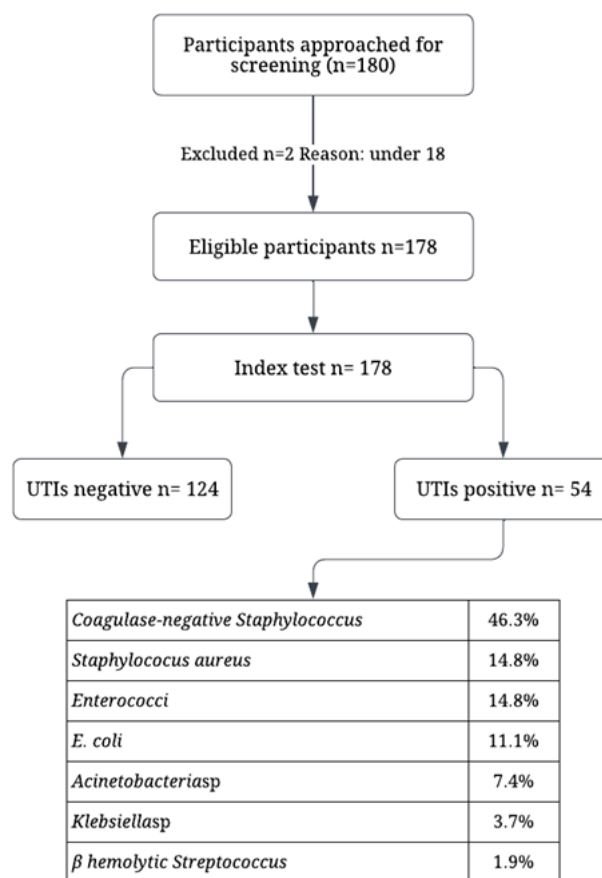 Participants approached for
screening (n=180)
Excluded n=2 Reason: under 18
Eligible participants n=178
Index test n= 178
UTIs negative n= 124
UTIs positive n= 54
Coagulase-negative Staphylococcus 46.3%
Staphylococus aureus 14.8%
Enterococci 14.8%
E. coli 11.1%
Acinetobacteriasp 7.4%
Klebsiellasp 3.7%
β hemolytic Streptococcus 1.9%